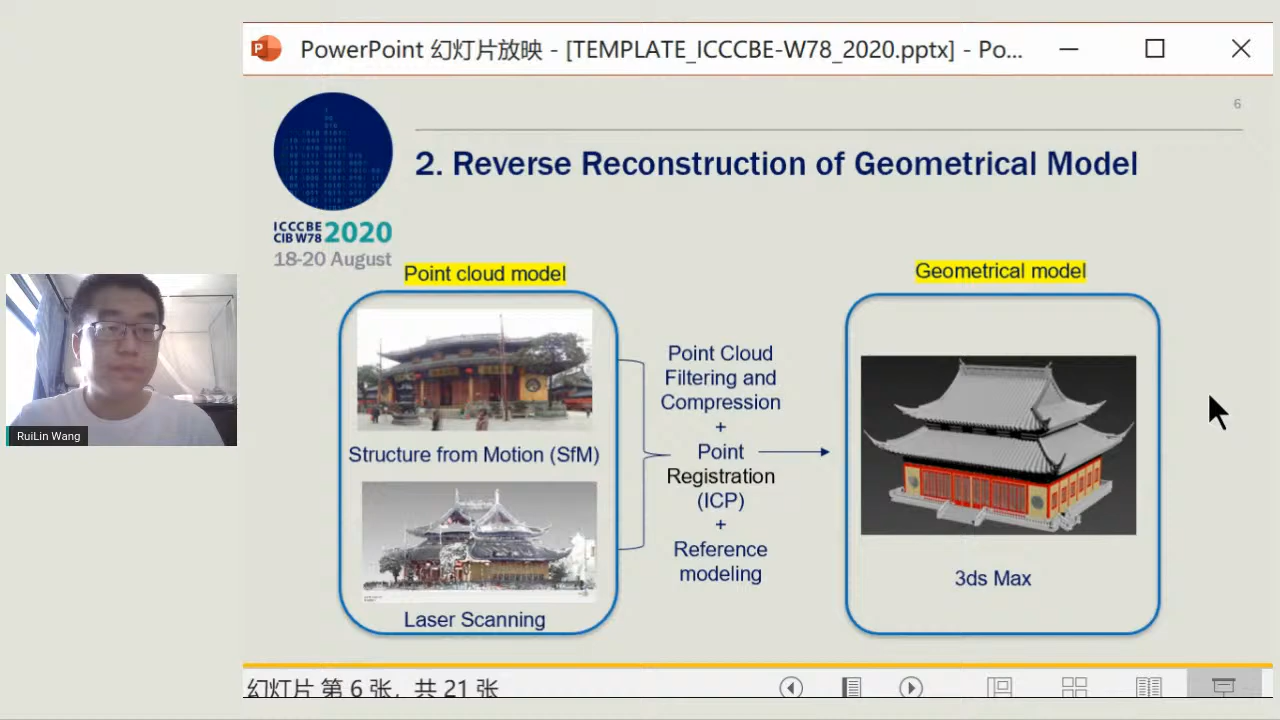 PowerPoint 幻灯片放映 - [TEMPLATE_ICCCBE-W78_2020.pptx] - Po...
6
2. Reverse Reconstruction of Geometrical Model
ICCCBE
CIB W78 2020
18-20 August
Point cloud model
Geometrical model
Point Cloud
Filtering and
Compression
+
Point
Registration
(ICP)
+
Reference
modeling
Structure from Motion (SfM)
Laser Scanning
3ds Max
RuiLin Wang
幻灯片 第 6 张，共 21 张